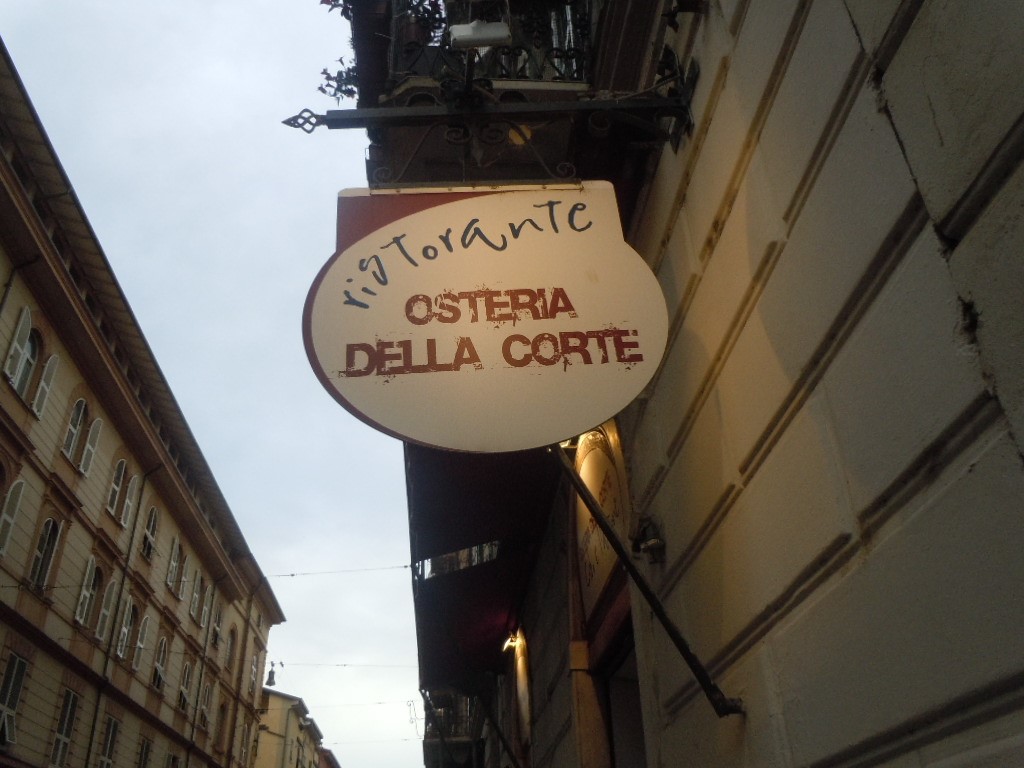 ristorante
OSTERIA
DELLA CORTE